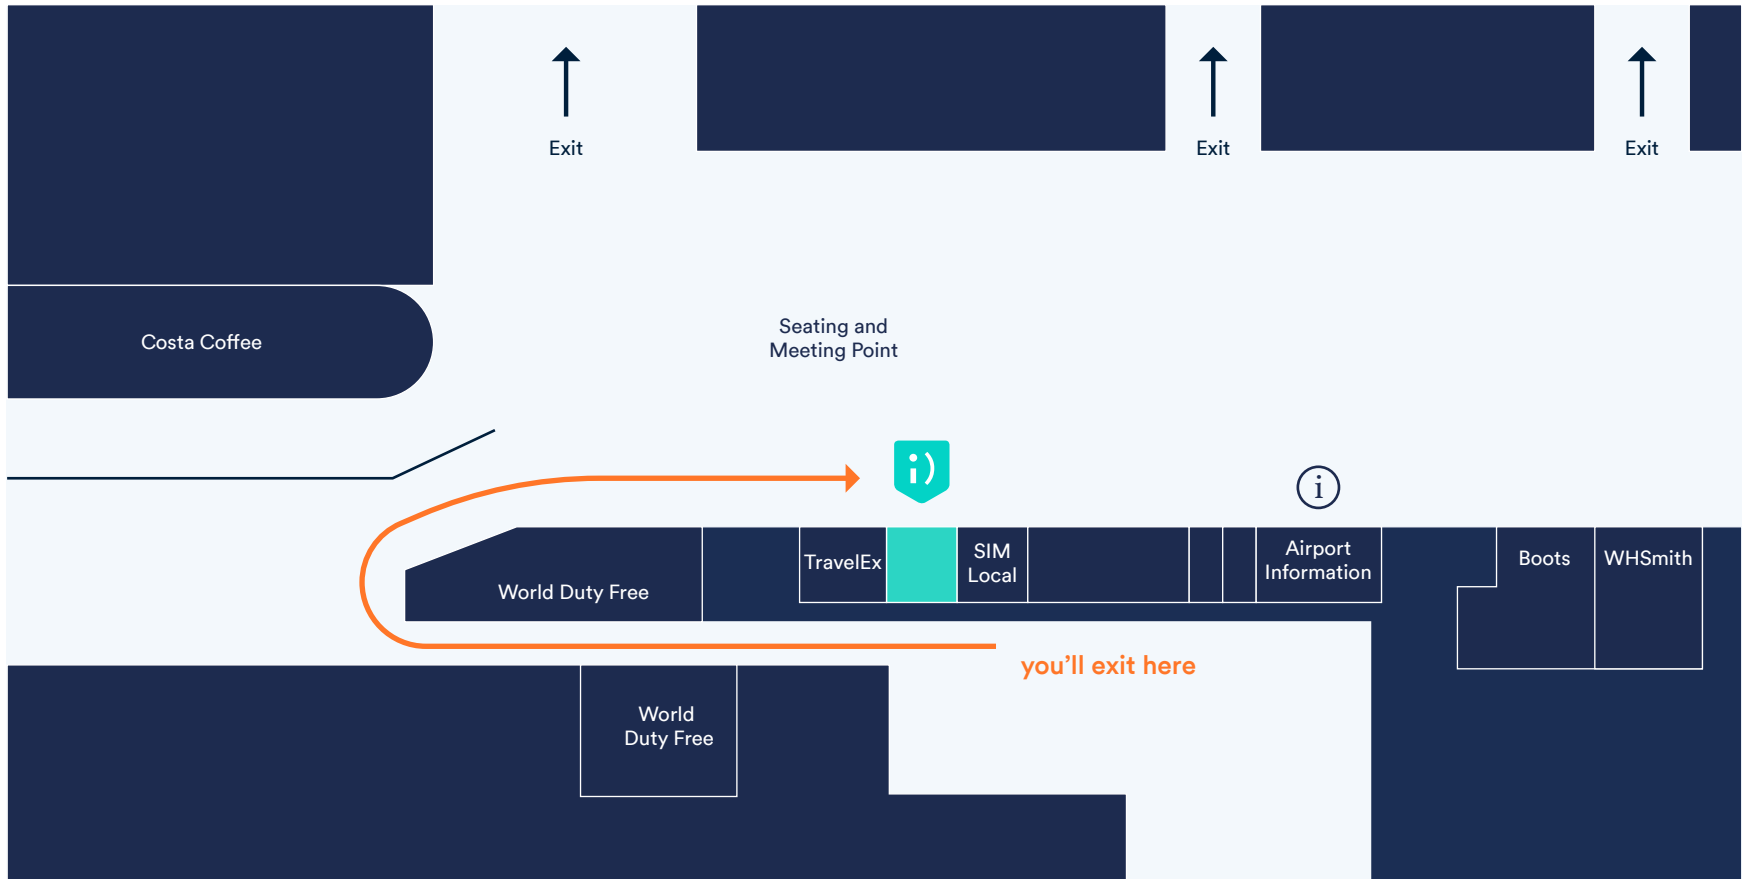 Exit
Exit
Exit
Costa Coffee
Seating and
Meeting Point
i)
i
TravelEx
SIM
Local
Airport
Information
Boots
WHSmith
World Duty Free
you’ll exit here
World
Duty Free